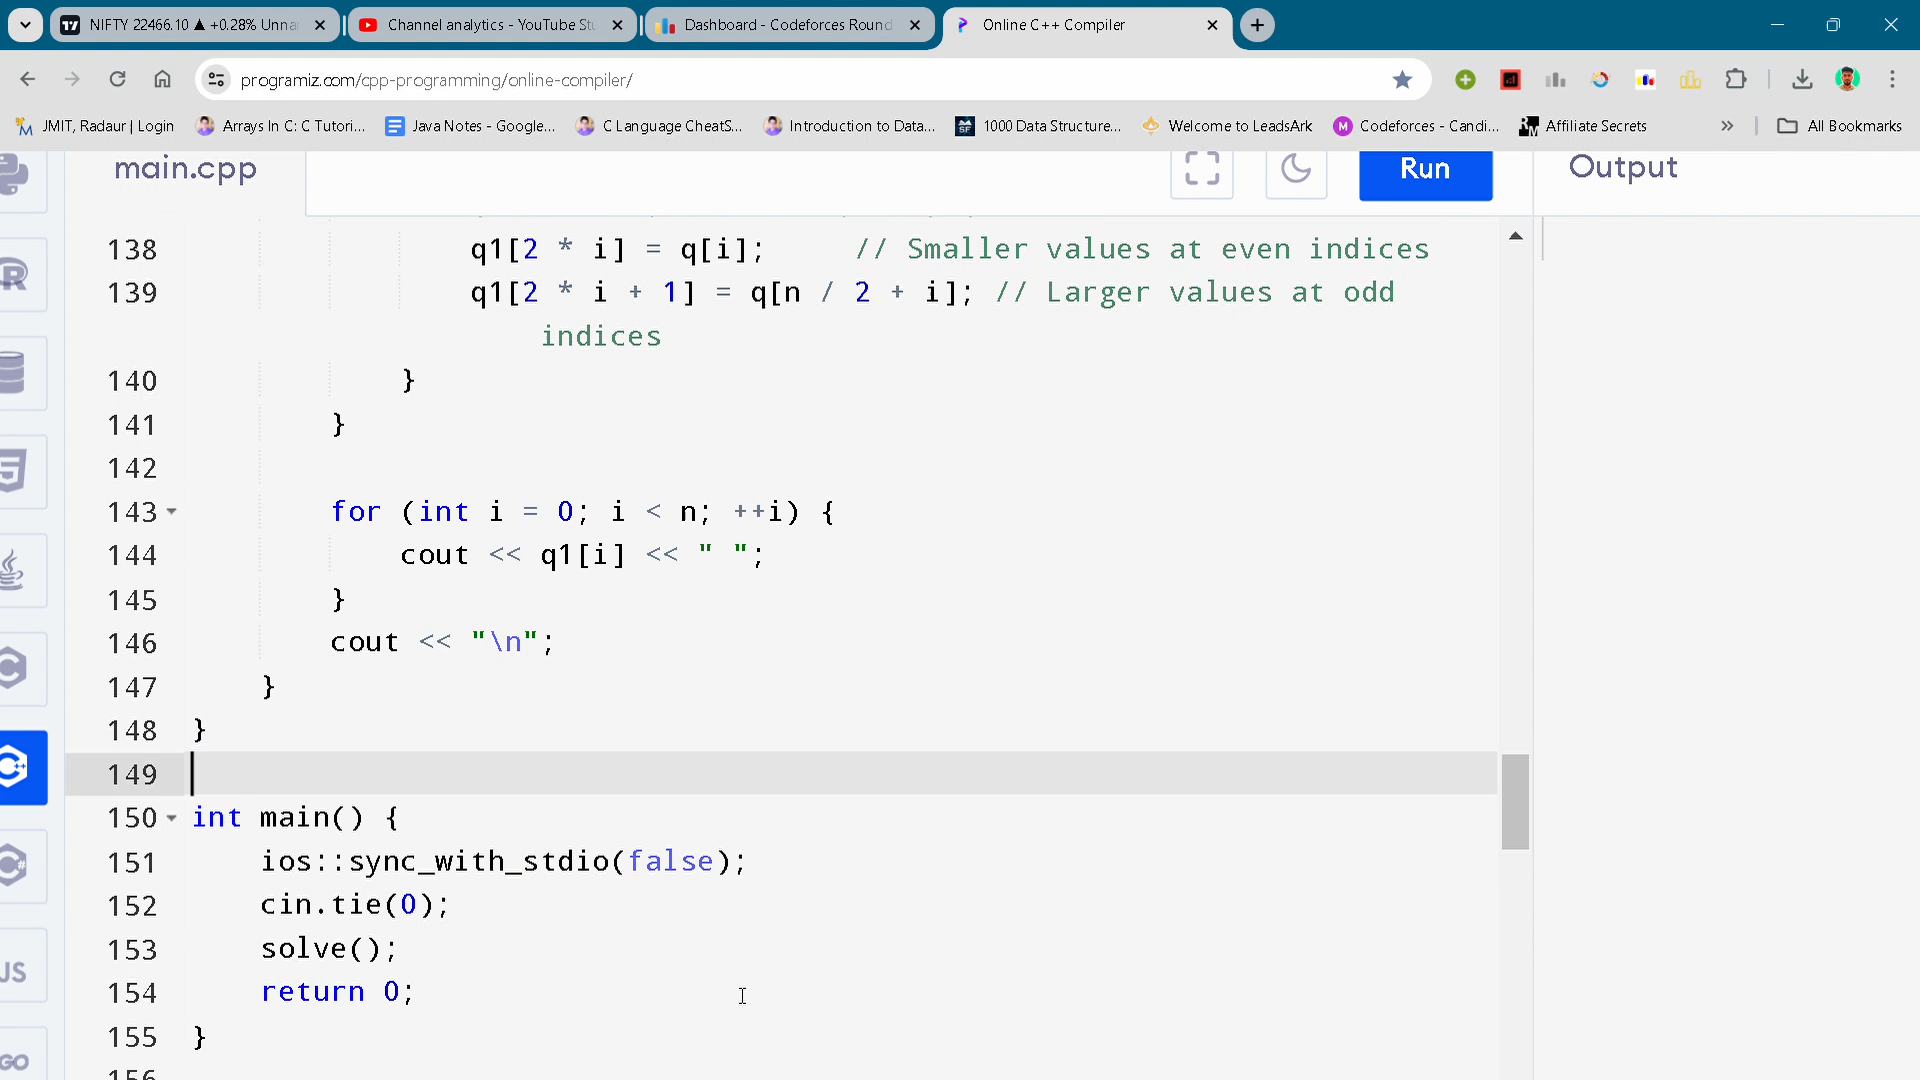 NIFTY 22466.10 ▲ +0.28% Unna
Channel analytics - YouTube Stu
Dashboard - Codeforces Round
Online C++ Compiler
programiz.com/cpp-programming/online-compiler/
JMIT, Radaur | Login
Arrays In C: C Tutori...
Java Notes - Google...
C Language CheatS...
Introduction to Data...
1000 Data Structure...
Welcome to LeadsArk
Codeforces - Candi...
Affiliate Secrets
»
All Bookmarks
main.cpp
Run
Output
138 q1[2 * i] = q[i]; // Smaller values at even indices
139 q1[2 * i + 1] = q[n / 2 + i]; // Larger values at odd
indices
140 }
141 }
142
143 for (int i = 0; i < n; ++i) {
144 cout << q1[i] << " ";
145 }
146 cout << "\n";
147 }
148 }
149
150 int main() {
151 ios::sync_with_stdio(false);
152 cin.tie(0);
153 solve();
154 return 0;
155 }
156
JS
GO